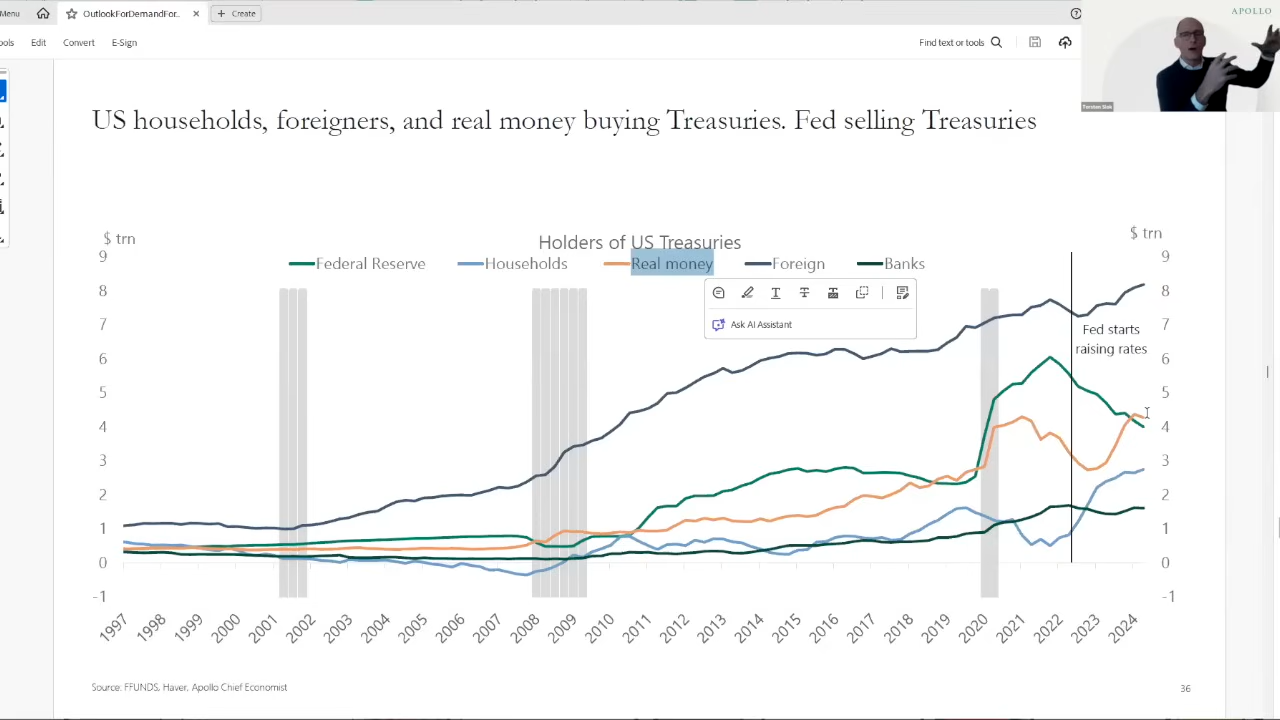 Menu
OutlookForDemandFor...
Create
APOLLO
Edit
Convert
E-Sign
Find text or tools
Torsten Slok
US households, foreigners, and real money buying Treasuries. Fed selling Treasuries
$ trn
$ trn
Holders of US Treasuries
Federal Reserve
Households
Real money
Foreign
Banks
Ask AI Assistant
Fed starts
raising rates
9
8
7
6
5
4
3
2
1
0
-1
9
8
7
6
5
4
3
2
1
0
-1
1997
1998
1999
2000
2001
2002
2003
2004
2005
2006
2007
2008
2009
2010
2011
2012
2013
2014
2015
2016
2017
2018
2019
2020
2021
2022
2023
2024
Source: FFUNDS, Haver, Apollo Chief Economist
36